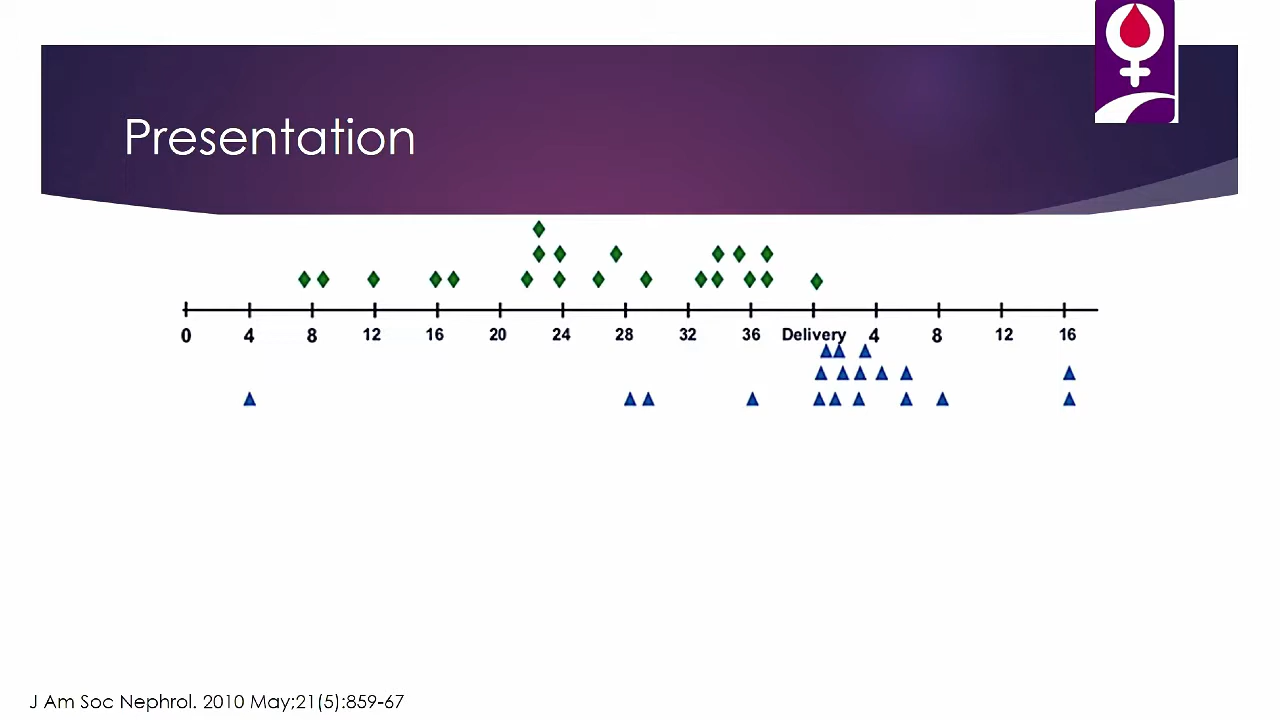 Presentation
0 4 8 12 16 20 24 28 32 36 Delivery 4 8 12 16
J Am Soc Nephrol. 2010 May;21(5):859-67